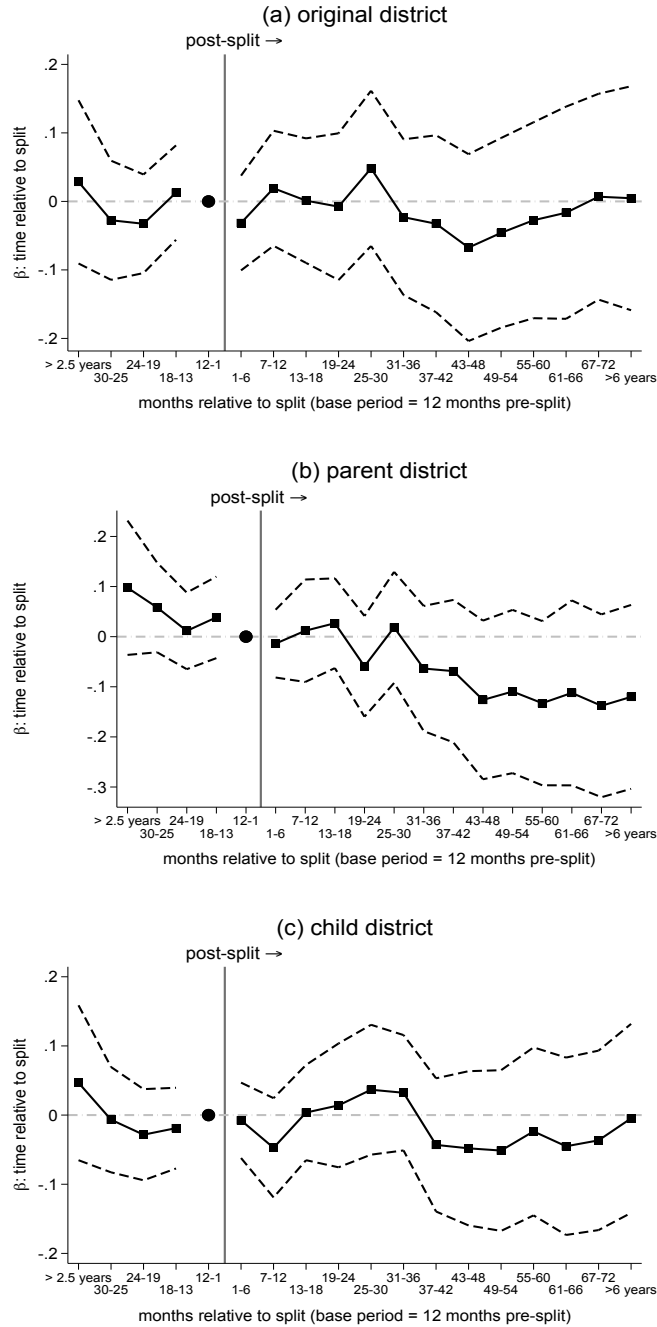 (a) original district
post-split →
.2
.1
0
-.1
-.2
β: time relative to split
> 2.5 years 24-19 12-1 7-12 19-24 31-36 43-48 55-60 67-72
30-25 18-13 1-6 13-18 25-30 37-42 49-54 61-66 >6 years
months relative to split (base period = 12 months pre-split)
(b) parent district
post-split →
.2
.1
0
-.1
-.2
-.3
β: time relative to split
> 2.5 years 24-19 12-1 7-12 19-24 31-36 43-48 55-60 67-72
30-25 18-13 1-6 13-18 25-30 37-42 49-54 61-66 >6 years
months relative to split (base period = 12 months pre-split)
(c) child district
post-split →
.2
.1
0
-.1
-.2
β: time relative to split
> 2.5 years 24-19 12-1 7-12 19-24 31-36 43-48 55-60 67-72
30-25 18-13 1-6 13-18 25-30 37-42 49-54 61-66 >6 years
months relative to split (base period = 12 months pre-split)